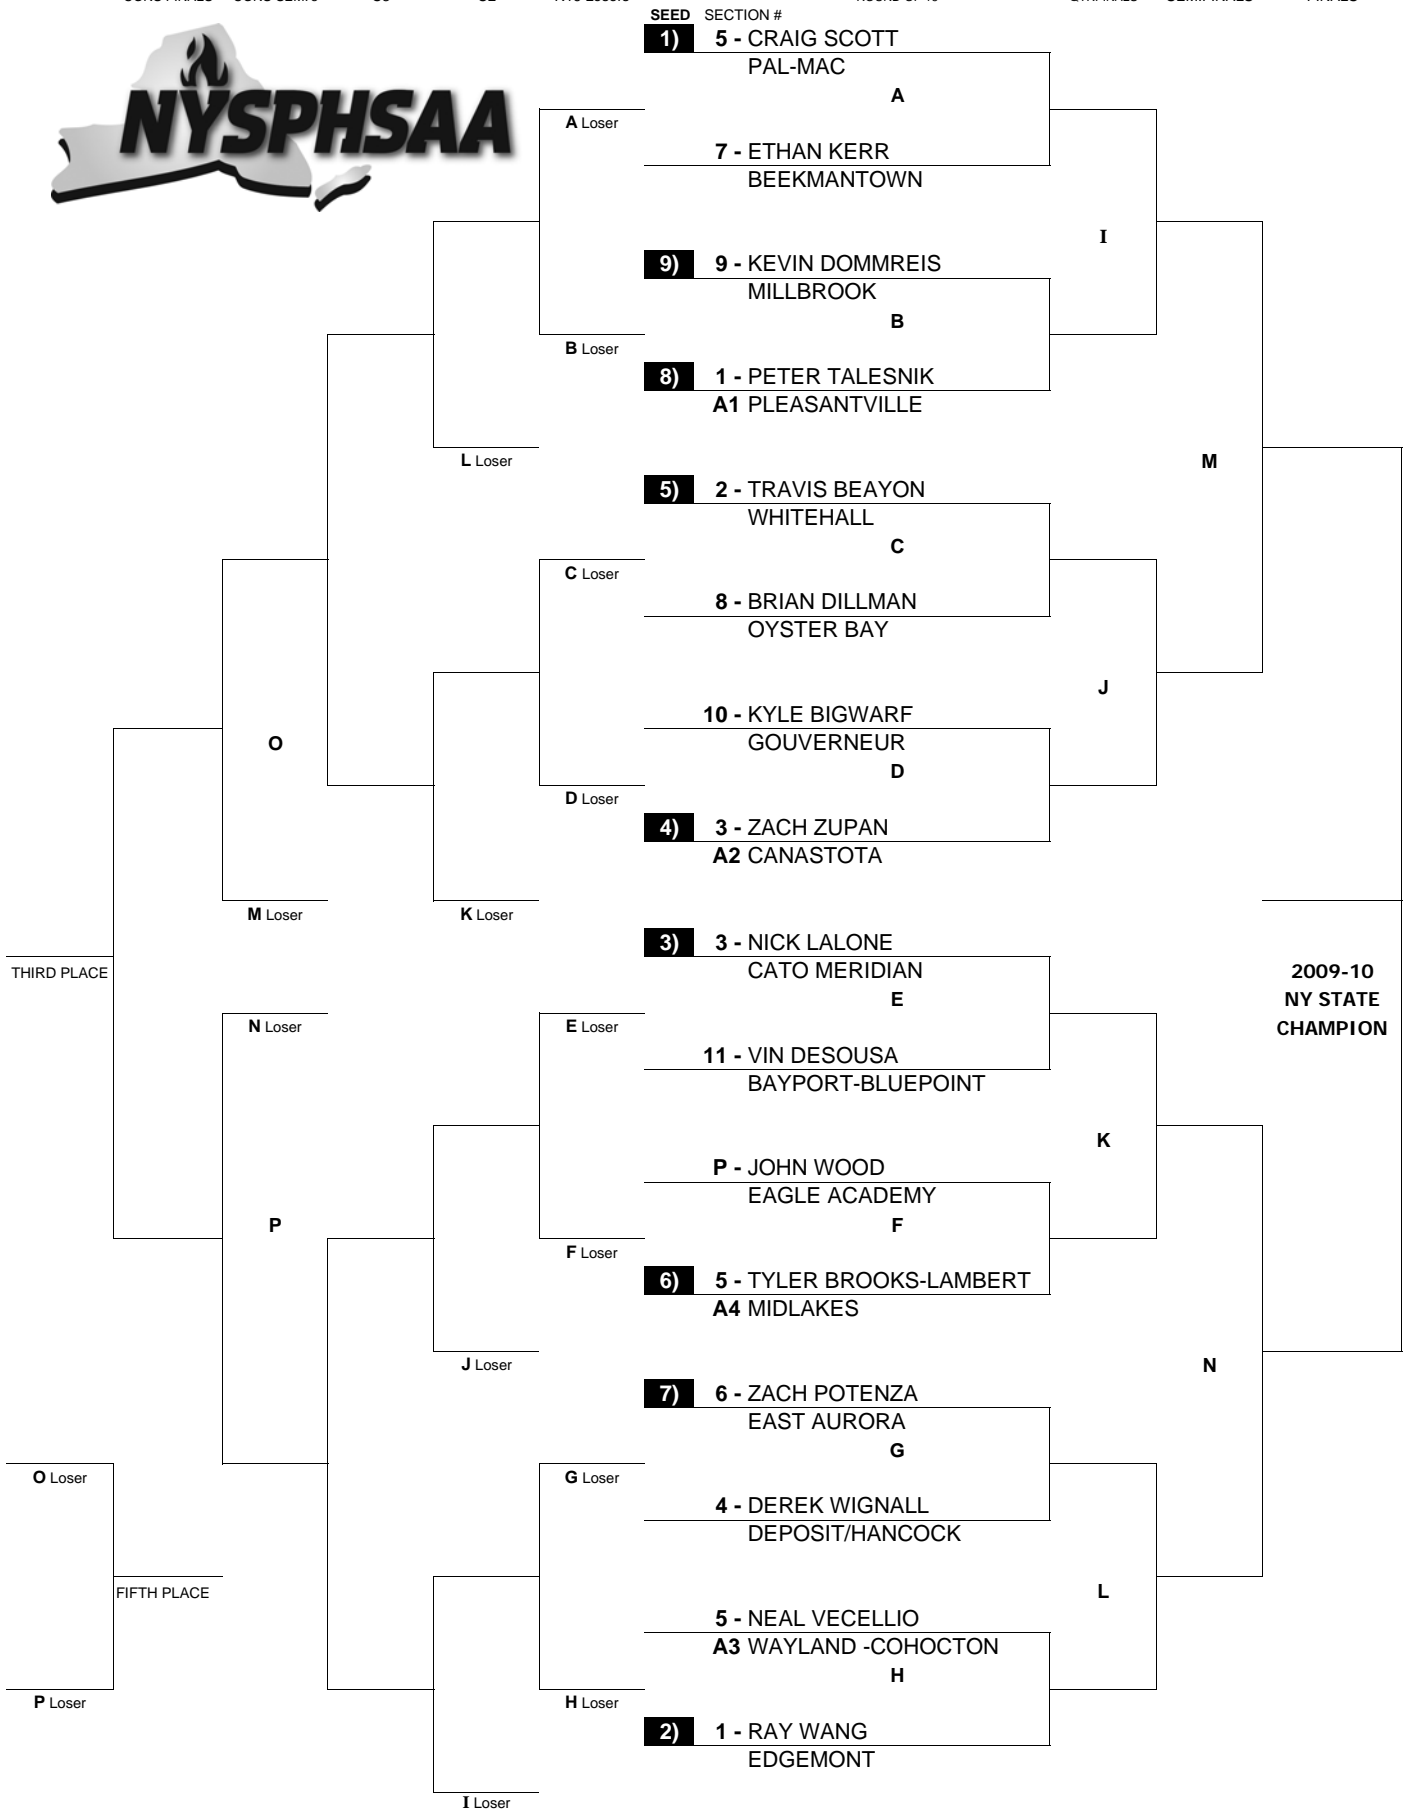 SEED SECTION #
NYSPHSAA
1) 5 - CRAIG SCOTT
PAL-MAC
A
A Loser
7 - ETHAN KERR
BEEKMANTOWN
I
9) 9 - KEVIN DOMMREIS
MILLBROOK
B
B Loser
8) 1 - PETER TALESNIK
A1 PLEASANTVILLE
L Loser
M
5) 2 - TRAVIS BEAYON
WHITEHALL
C
C Loser
8 - BRIAN DILLMAN
OYSTER BAY
J
10 - KYLE BIGWARF
GOUVERNEUR
O
D
D Loser
4) 3 - ZACH ZUPAN
A2 CANASTOTA
M Loser
K Loser
3) 3 - NICK LALONE
CATO MERIDIAN
THIRD PLACE
2009-10
NY STATE
CHAMPION
E
N Loser
E Loser
11 - VIN DESOUSA
BAYPORT-BLUEPOINT
K
P - JOHN WOOD
EAGLE ACADEMY
P
F
F Loser
6) 5 - TYLER BROOKS-LAMBERT
A4 MIDLAKES
J Loser
N
7) 6 - ZACH POTENZA
EAST AURORA
G
O Loser
G Loser
4 - DEREK WIGNALL
DEPOSIT/HANCOCK
FIFTH PLACE
L
5 - NEAL VECELLIO
A3 WAYLAND -COHOCTON
H
P Loser
H Loser
2) 1 - RAY WANG
EDGEMONT
I Loser